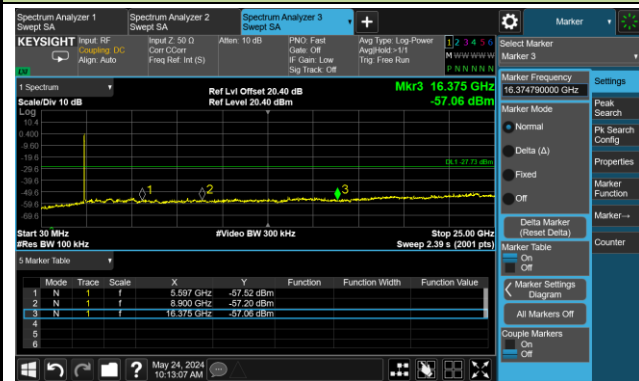 Spectrum Analyzer 1
Swept SA
Spectrum Analyzer 2
Swept SA
Spectrum Analyzer 3
Swept SA
Marker
KEYSIGHT
Input: RF
Coupling: DC
Align: Auto
Input Z: 50 Ω
Corr CCorr
Freq Ref: Int (S)
Atten: 10 dB
PNO: Fast
Gate: Off
IF Gain: Low
Sig Track: Off
Avg Type: Log-Power
Avg|Hold:>1/1
Trig: Free Run
1 2 3 4 5 6
M W W W W W
P N N N N N
LXI
1 Spectrum
Scale/Div 10 dB
Ref Lvl Offset 20.40 dB
Ref Level 20.40 dBm
Mkr3 16.375 GHz
-57.06 dBm
Log
10.4
0.400
-9.60
-19.6
-29.6
-39.6
-49.6
-59.6
-69.6
DL1 -27.73 dBm
1
2
3
Start 30 MHz
#Res BW 100 kHz
#Video BW 300 kHz
Stop 25.00 GHz
Sweep 2.39 s (2001 pts)
5 Marker Table
Mode Trace Scale X Y Function Function Width Function Value
1 N 1 f 5.597 GHz -57.52 dBm
2 N 1 f 8.900 GHz -57.20 dBm
3 N 1 f 16.375 GHz -57.06 dBm
4
5
6
May 24, 2024
10:13:07 AM
Select Marker
Marker 3
Marker Frequency
16.374790000 GHz
Marker Mode
Normal
Delta (Δ)
Fixed
Off
Delta Marker
(Reset Delta)
Marker Table
On
Off
Marker Settings
Diagram
All Markers Off
Couple Markers
On
Off
Settings
Peak
Search
Pk Search
Config
Properties
Marker
Function
Marker→
Counter